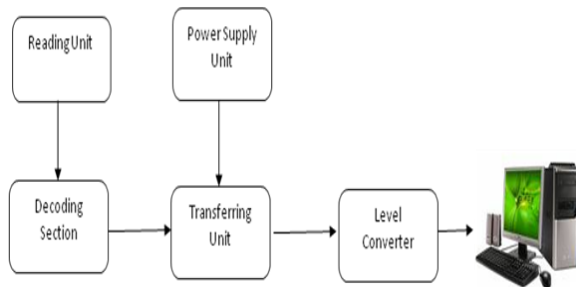 Reading Unit
Power Supply
Unit
Decoding
Section
Transferring
Unit
Level
Converter